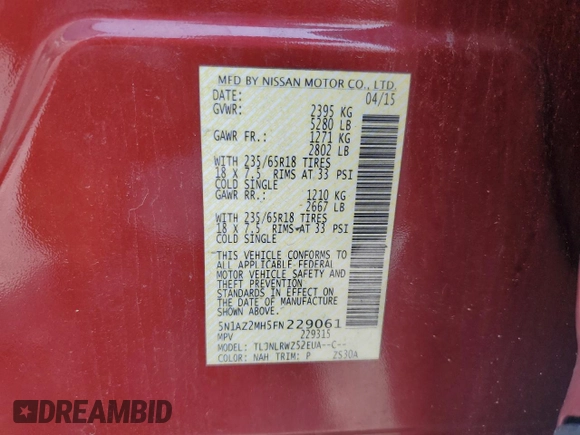 MFD BY NISSAN MOTOR CO., LTD.
DATE: 04/15
GVWR: 2395 KG
5280 LB
GAWR FR.: 1271 KG
2802 LB
WITH 235/65R18 TIRES
18 X 7.5 RIMS AT 33 PSI
COLD SINGLE
GAWR RR.: 1210 KG
2667 LB
WITH 235/65R18 TIRES
18 X 7.5 RIMS AT 33 PSI
COLD SINGLE
THIS VEHICLE CONFORMS TO
ALL APPLICABLE FEDERAL
MOTOR VEHICLE SAFETY AND
THEFT PREVENTION
STANDARDS IN EFFECT ON
THE DATE OF MANUFACTURE
SHOWN ABOVE.
5N1AZ2MH5FN229061
MPV 229315
MODEL: TLJNLRWZ52EUA--C--
COLOR: NAH TRIM: P Z530A
DREAMBID
DREAMBID.COM